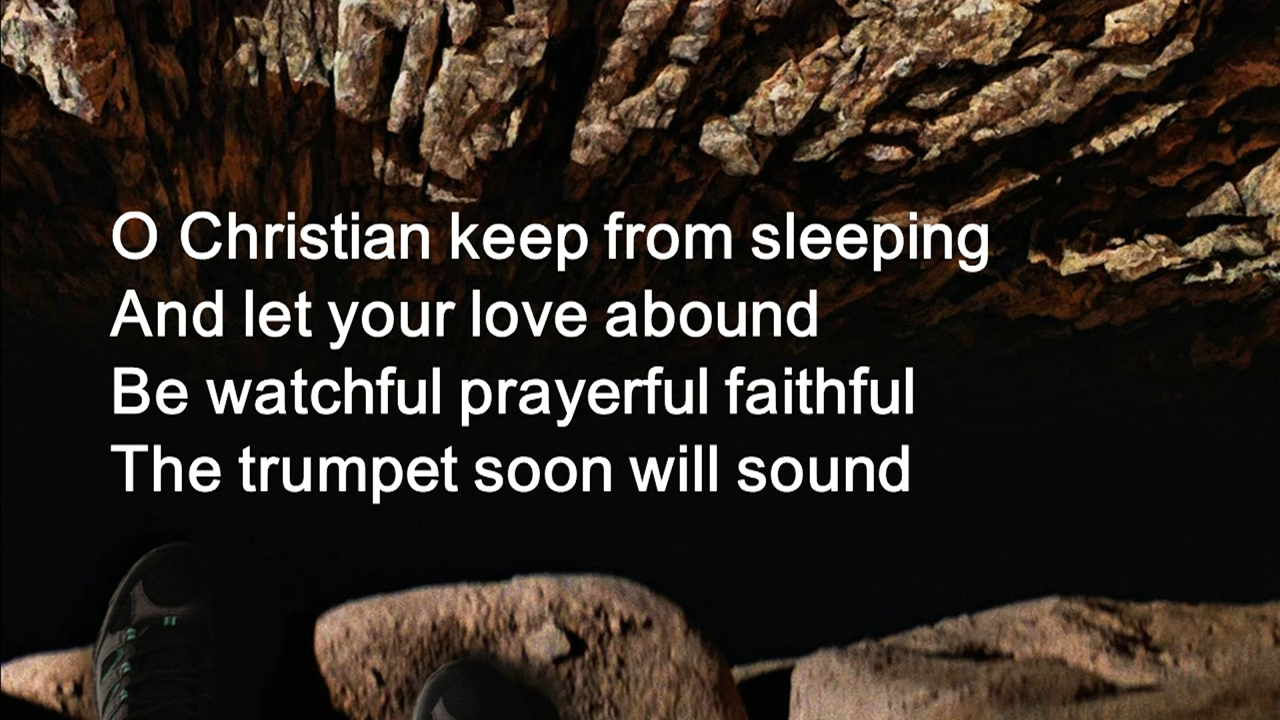 O Christian keep from sleeping
And let your love abound
Be watchful prayerful faithful
The trumpet soon will sound